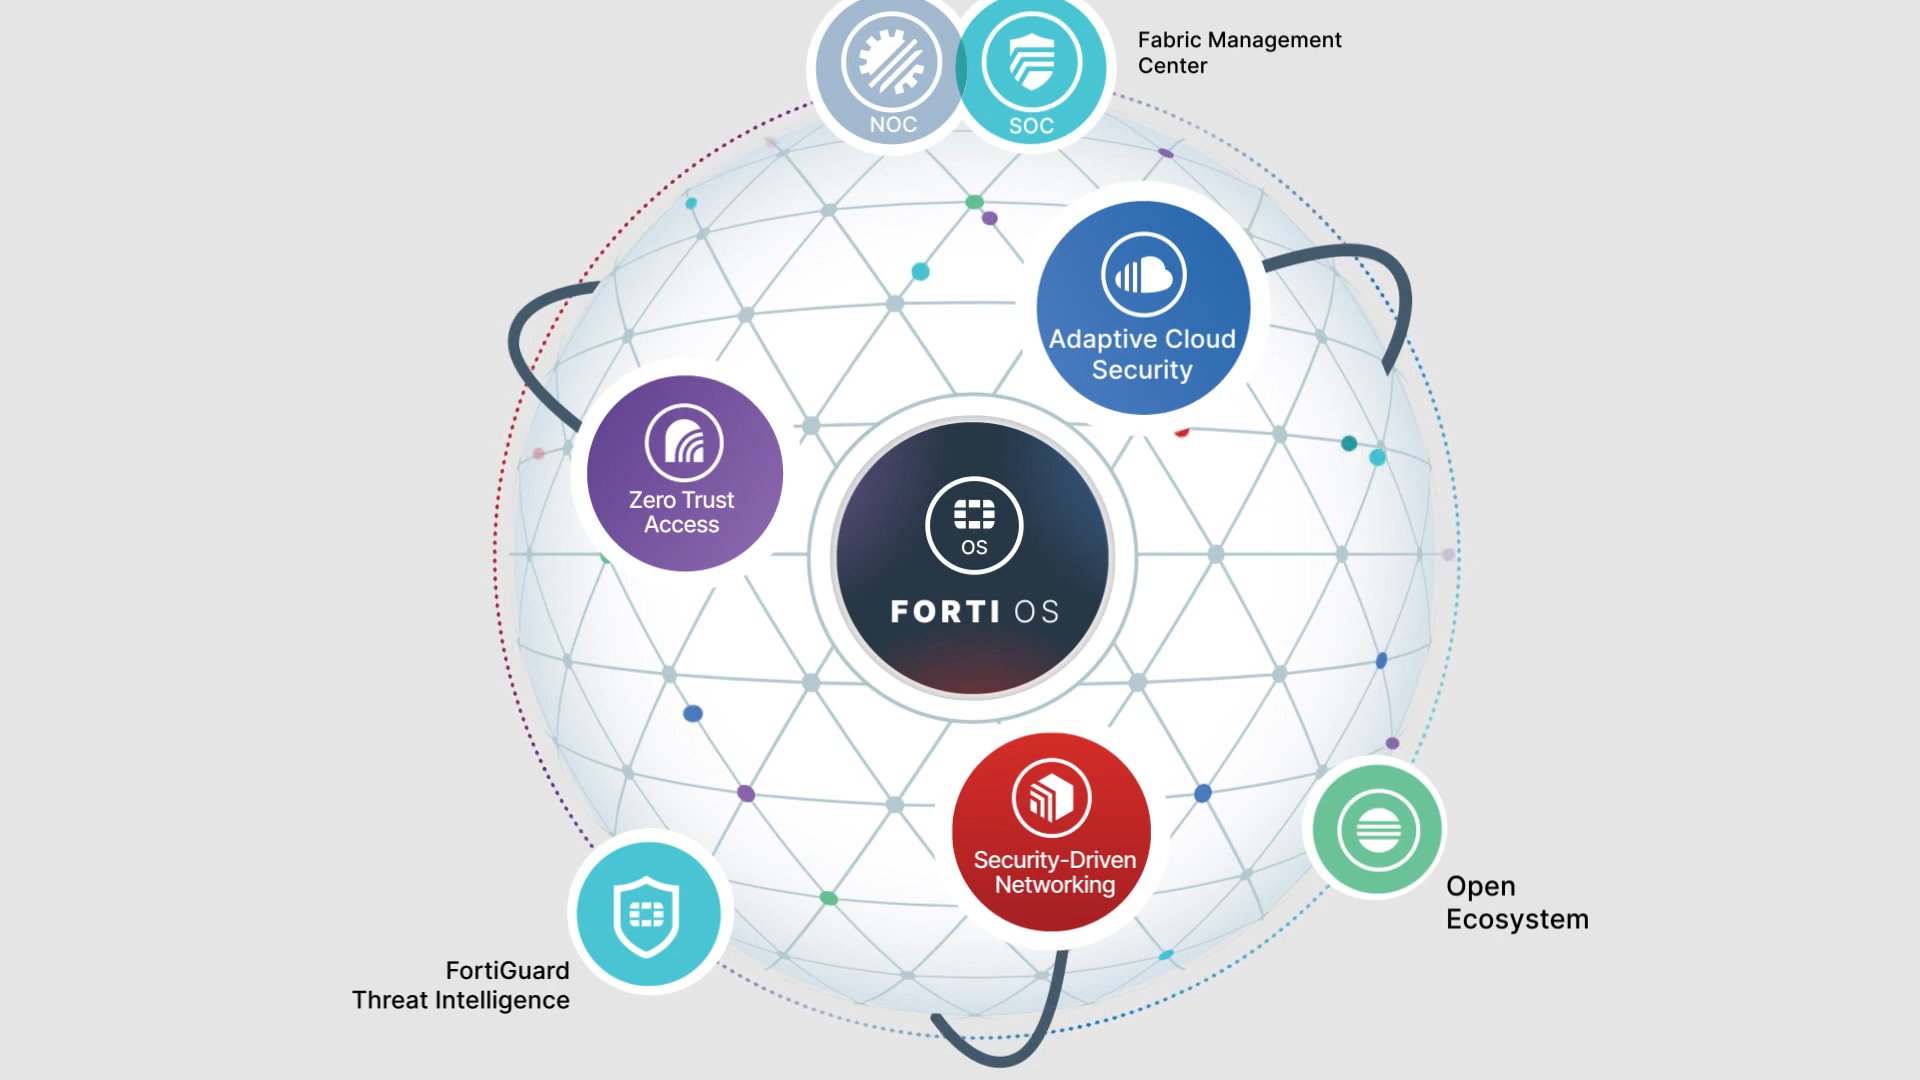 NOC
SOC
Fabric Management
Center
Adaptive Cloud
Security
Zero Trust
Access
OS
FORTI OS
Security-Driven
Networking
Open
Ecosystem
FortiGuard
Threat Intelligence